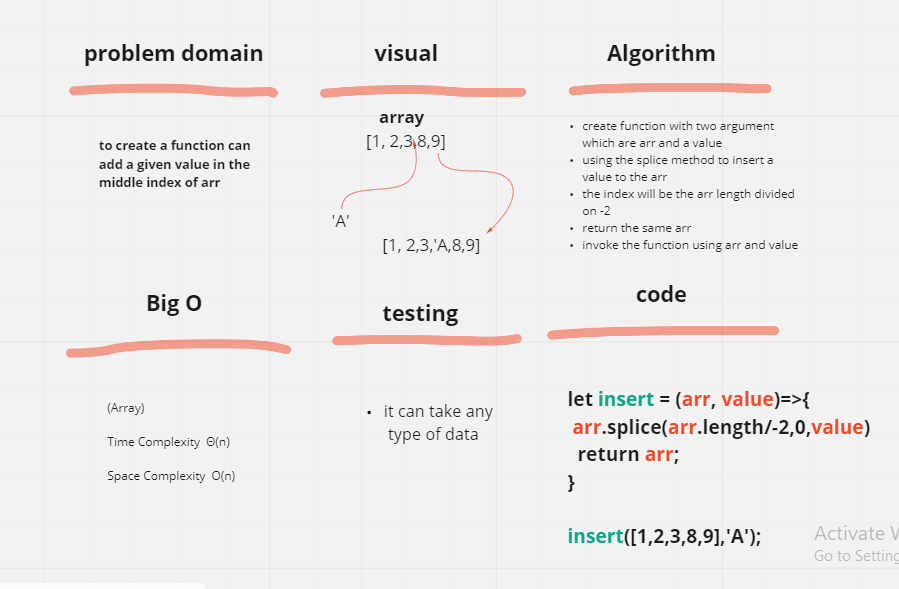 problem domain
to create a function can
add a given value in the
middle index of arr
visual
array
[1, 2,3,8,9]
'A'
[1, 2,3,'A,8,9]
Algorithm
• create function with two argument
which are arr and a value
• using the splice method to insert a
value to the arr
• the index will be the arr length divided
on -2
• return the same arr
• invoke the function using arr and value
Big O
(Array)
Time Complexity Θ(n)
Space Complexity O(n)
testing
• it can take any
type of data
code
let insert = (arr, value)=>{
arr.splice(arr.length/-2,0,value)
return arr;
}
insert([1,2,3,8,9],'A');
Activate
Go to Setting